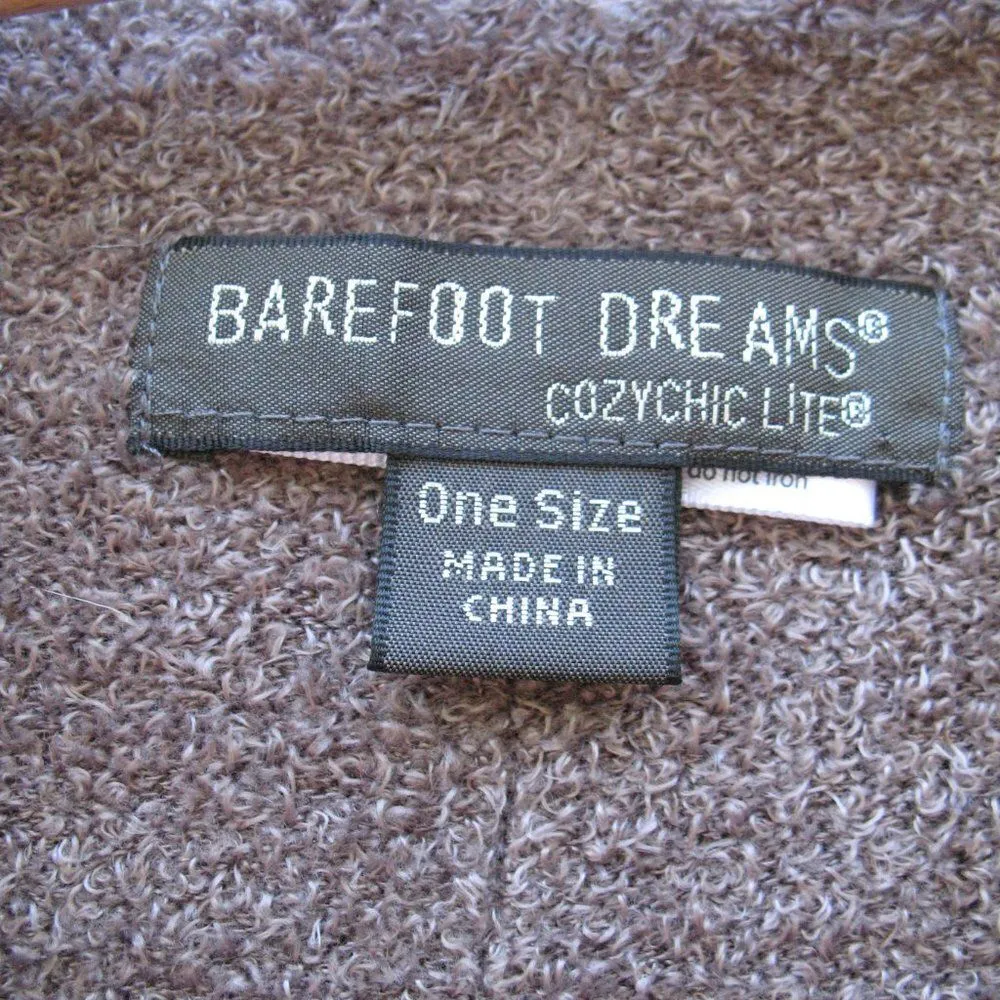 BAREFOOT DREAMS®
COZYCHIC LITE®
do not iron
One Size
MADE IN
CHINA